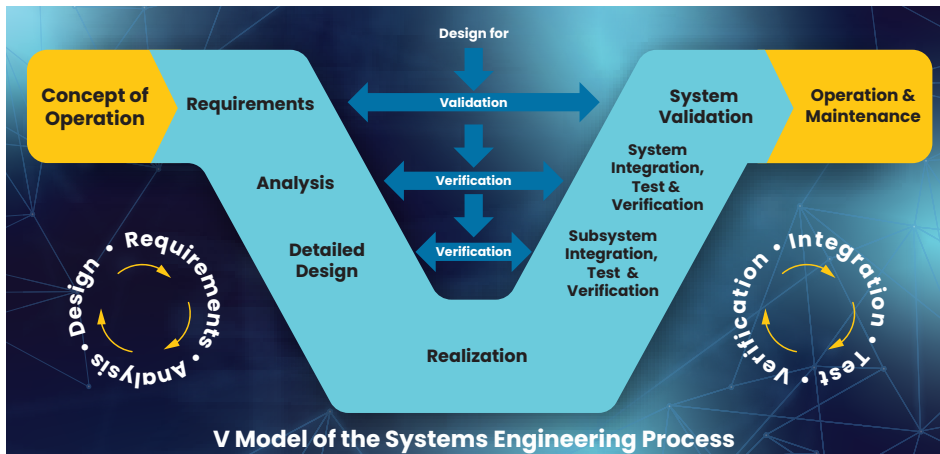 Design for
Concept of
Operation
Requirements
Validation
System
Validation
Operation &
Maintenance
Analysis
Verification
System
Integration,
Test &
Verification
Detailed
Design
Verification
Subsystem
Integration,
Test &
Verification
Realization
Requirements • Analysis • Design •
Integration • Test • Verification •
V Model of the Systems Engineering Process